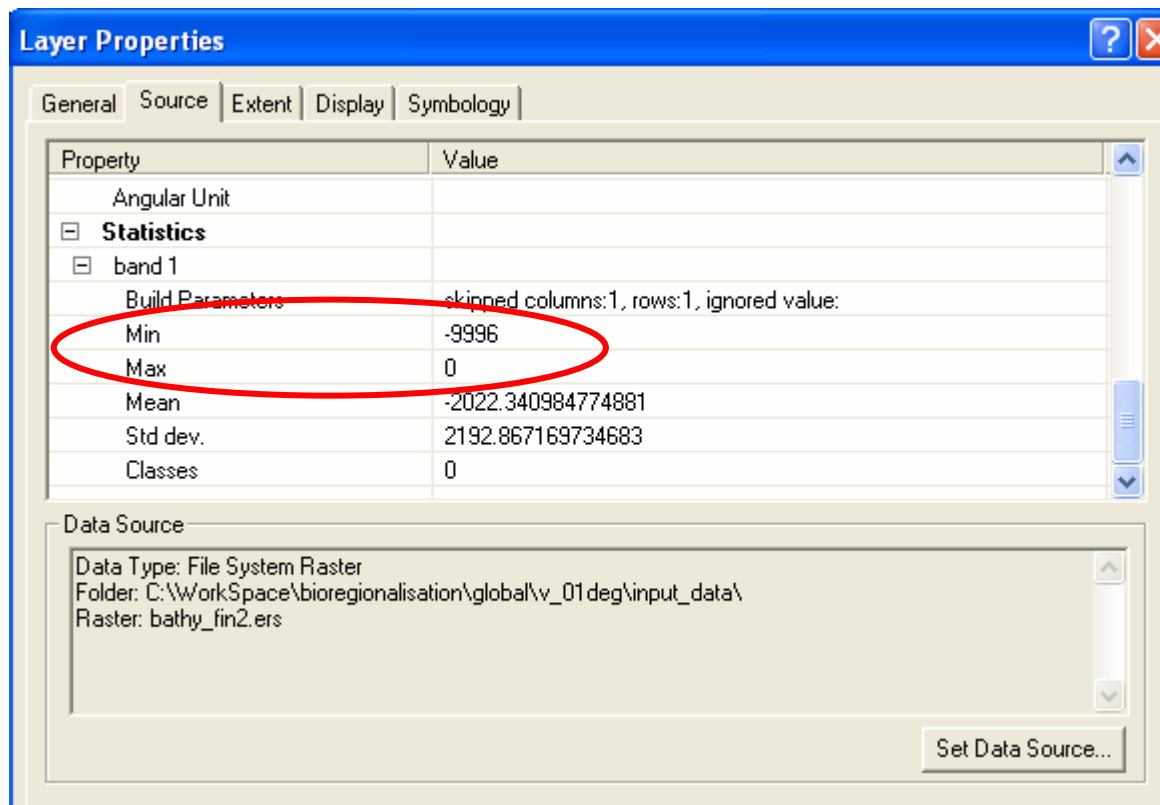 Layer Properties
General Source Extent Display Symbology
Property Value
Angular Unit
Statistics
band 1
Build Parameters skipped columns:1, rows:1, ignored value:
Min -9996
Max 0
Mean -2022.340984774881
Std dev. 2192.867169734683
Classes 0
Data Source
Data Type: File System Raster
Folder: C:\WorkSpace\bioregionalisation\global\v_01deg\input_data\
Raster: bathy_fin2.ers
Set Data Source...